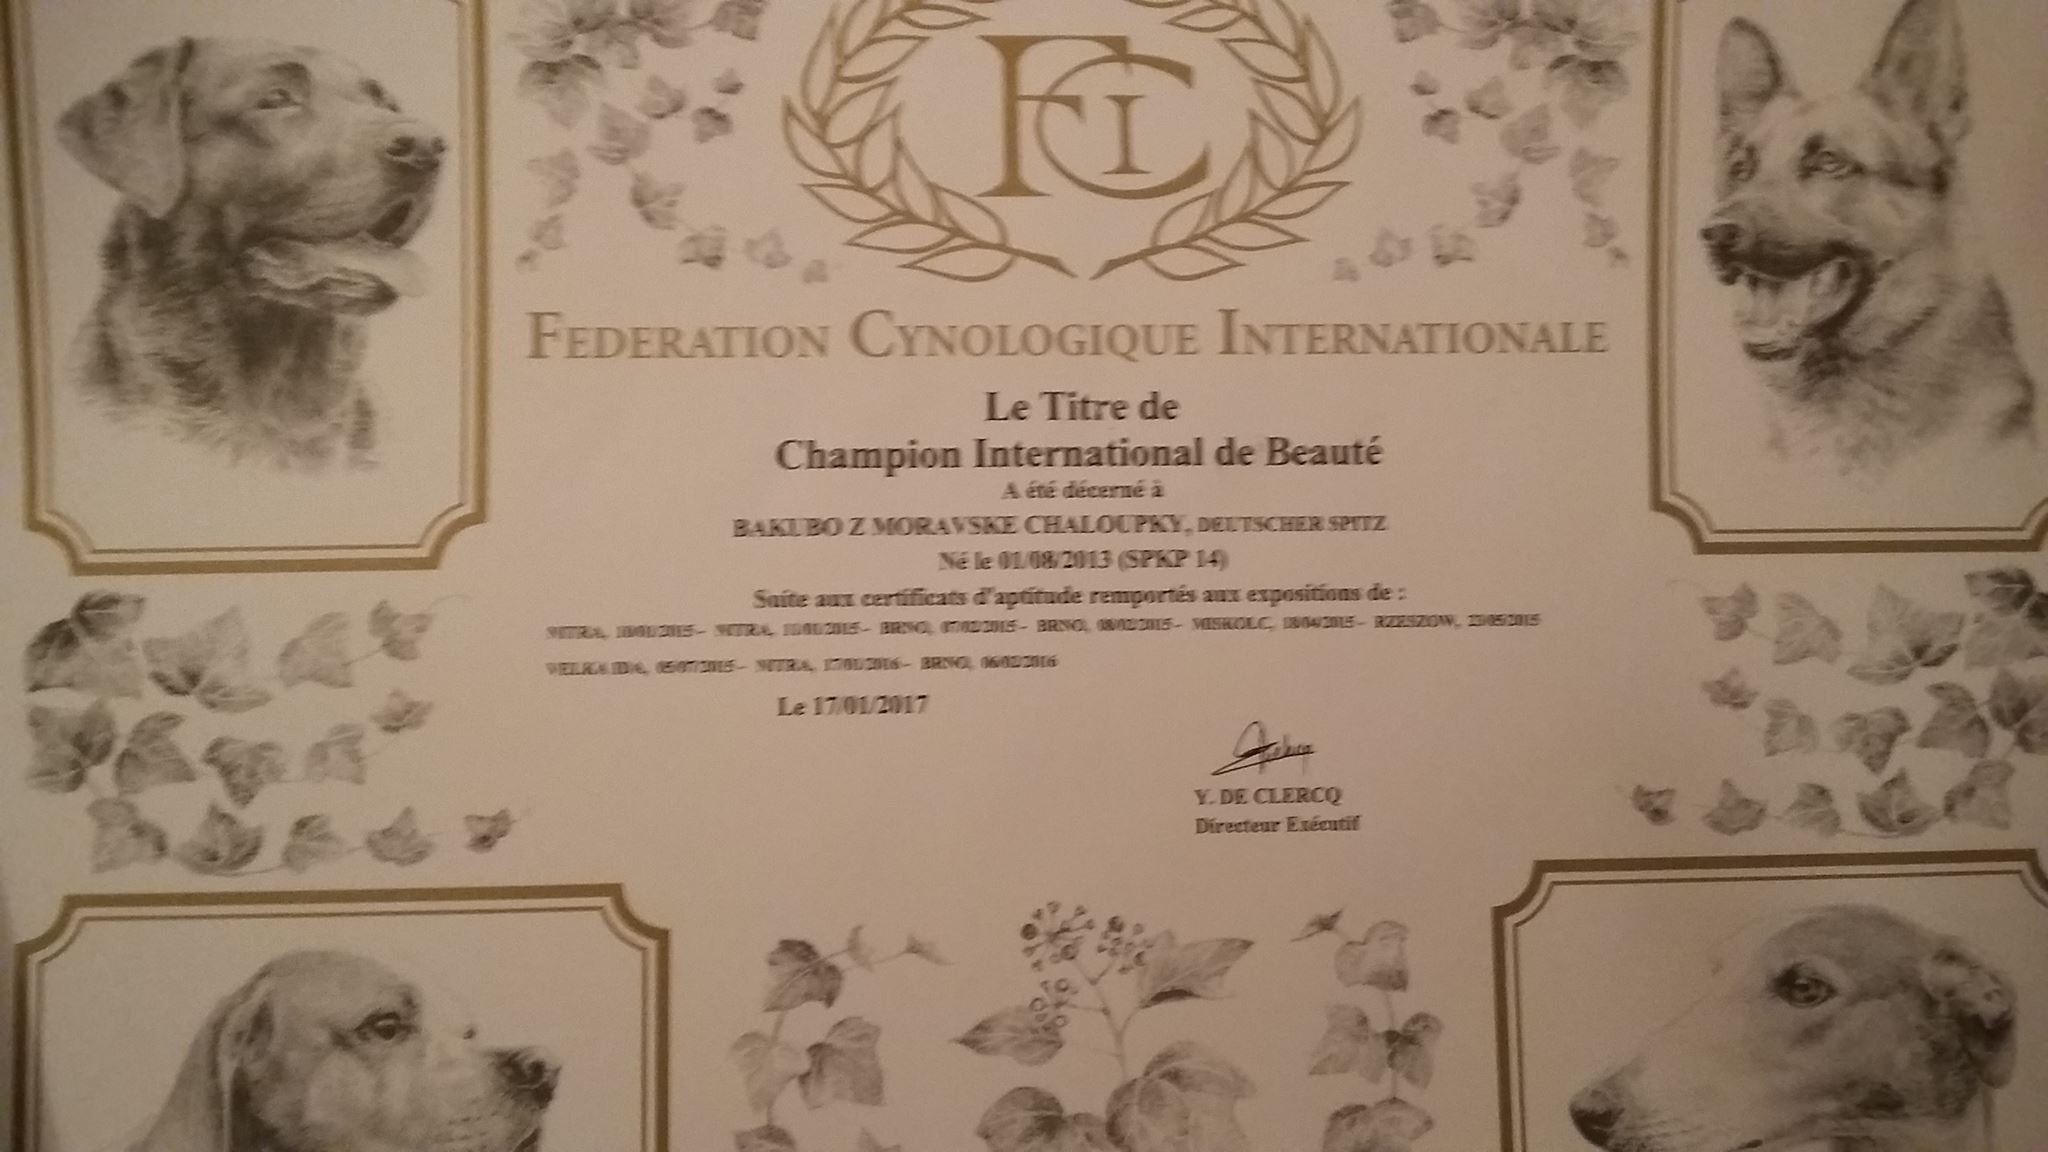 FCI
FEDERATION CYNOLOGIQUE INTERNATIONALE
Le Titre de
Champion International de Beauté
A été décerné à
BAKUBO Z MORAVSKE CHALOUPKY, DEUTSCHER SPITZ
Né le 01/08/2013 (SPKP 14)
Suite aux certificats d'aptitude remportés aux expositions de :
NITRA, 10/01/2015 - NITRA, 11/01/2015 - BRNO, 07/02/2015 - BRNO, 08/02/2015 - MISKOLC, 18/04/2015 - RZESZOW, 23/05/2015
VELKA IDA, 05/07/2015 - NITRA, 17/01/2016 - BRNO, 06/02/2016
Le 17/01/2017
Y. DE CLERCQ
Directeur Exécutif